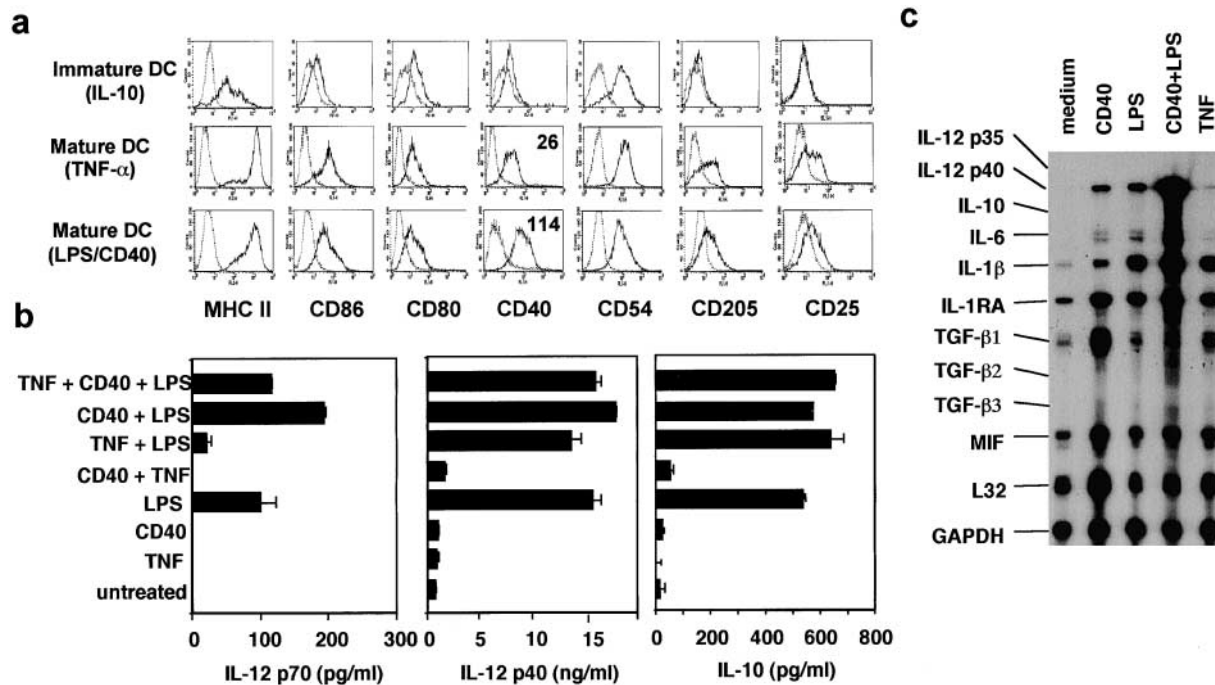 a
Immature DC
(IL-10)
Mature DC
(TNF-α)
26
Mature DC
(LPS/CD40)
114
MHC II CD86 CD80 CD40 CD54 CD205 CD25
b
TNF + CD40 + LPS
CD40 + LPS
TNF + LPS
CD40 + TNF
LPS
CD40
TNF
untreated
0 100 200 300
IL-12 p70 (pg/ml)
0 5 10 15
IL-12 p40 (ng/ml)
0 200 400 600 800
IL-10 (pg/ml)
c
medium
CD40
LPS
CD40+LPS
TNF
IL-12 p35
IL-12 p40
IL-10
IL-6
IL-1β
IL-1RA
TGF-β1
TGF-β2
TGF-β3
MIF
L32
GAPDH